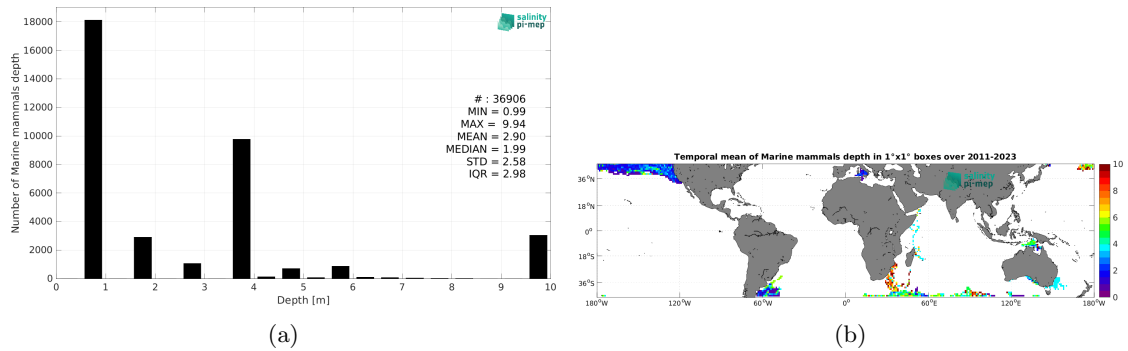 18000
16000
14000
12000
10000
8000
6000
4000
2000
0
Number of Marine mammals depth
salinity
pi-mep
# : 36906
MIN = 0.99
MAX = 9.94
MEAN = 2.90
MEDIAN = 1.99
STD = 2.58
IQR = 2.98
0 1 2 3 4 5 6 7 8 9 10
Depth [m]
(a)
Temporal mean of Marine mammals depth in 1°x1° boxes over 2011-2023
salinity
pi-mep
36°N
18°N
0°
18°S
36°S
180°W 120°W 60°W 0° 60°E 120°E 180°W
10
8
6
4
2
0
(b)